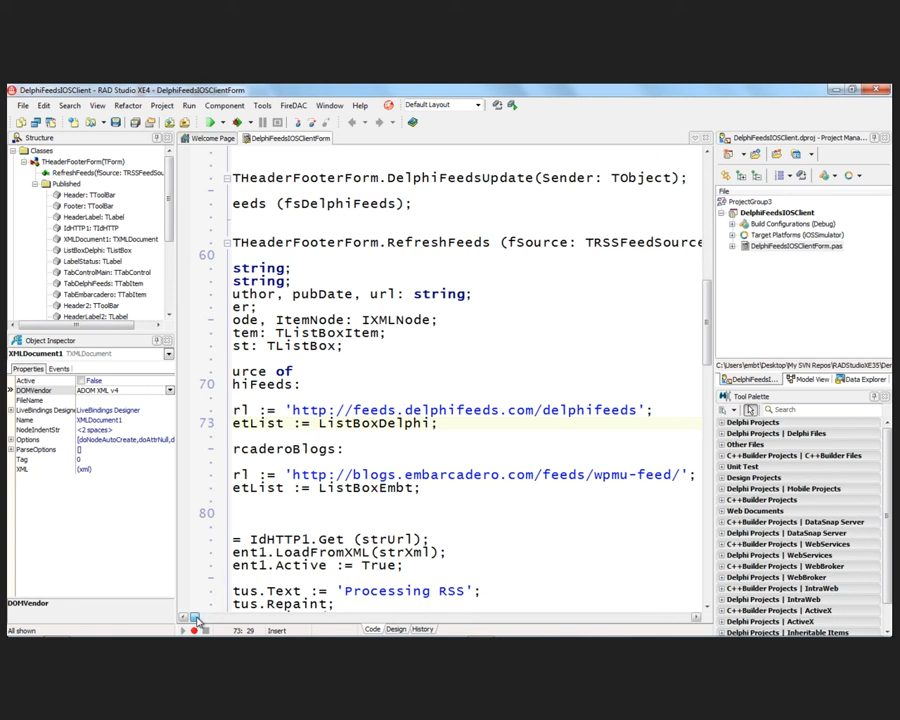 DelphiFeedsIOSClient - RAD Studio XE4 - DelphiFeedsIOSClientForm
File Edit Search View Refactor Project Run Component Tools FireDAC Window Help Default Layout
Structure
Classes
THeaderFooterForm(TForm)
RefreshFeeds(fSource: TRSSFeedSou
Published
Header: TToolBar
Footer: TToolBar
HeaderLabel: TLabel
IdHTTP1: TIdHTTP
XMLDocument1: TXMLDocument
ListBoxDelphi: TListBox
LabelStatus: TLabel
TabControlMain: TTabControl
TabDelphiFeeds: TTabItem
TabEmbarcadero: TTabItem
Header2: TToolBar
HeaderLabel2: TLabel
Object Inspector
XMLDocument1 TXMLDocument
Properties Events
Active False
DOMVendor ADOM XML v4
FileName
LiveBindings Designer LiveBindings Designer
Name XMLDocument1
NodeIndentStr <2 spaces>
Options [doNodeAutoCreate,doAttrNull,d
ParseOptions []
Tag 0
XML (xml)
DOMVendor
All shown
Welcome Page DelphiFeedsIOSClientForm
THeaderFooterForm.DelphiFeedsUpdate(Sender: TObject);
eeds (fsDelphiFeeds);
THeaderFooterForm.RefreshFeeds (fSource: TRSSFeedSource
60
string;
string;
uthor, pubDate, url: string;
er;
ode, ItemNode: IXMLNode;
tem: TListBoxItem;
st: TListBox;
urce of
70 hiFeeds:
rl := 'http://feeds.delphifeeds.com/delphifeeds';
73 etList := ListBoxDelphi;
rcaderoBlogs:
rl := 'http://blogs.embarcadero.com/feeds/wpmu-feed/';
etList := ListBoxEmbt;
80
= IdHTTP1.Get (strUrl);
ent1.LoadFromXML(strXml);
ent1.Active := True;
tus.Text := 'Processing RSS';
tus.Repaint;
73: 29 Insert Code Design History
DelphiFeedsIOSClient.dproj - Project Mana...
File
ProjectGroup3
DelphiFeedsIOSClient
Build Configurations (Debug)
Target Platforms (iOSSimulator)
DelphiFeedsIOSClientForm.pas
C:\Users\embt\Desktop\My SVN Repos\RADStudioXE35\
DelphiFeedsI... Model View Data Explorer
Tool Palette
Search
Delphi Projects
Delphi Projects | Delphi Files
Other Files
C++Builder Projects | C++Builder Files
Unit Test
Design Projects
Delphi Projects | Mobile Projects
C++Builder Projects
Web Documents
C++Builder Projects | DataSnap Server
Delphi Projects | DataSnap Server
C++Builder Projects | WebServices
Delphi Projects | WebServices
C++Builder Projects | WebBroker
Delphi Projects | WebBroker
C++Builder Projects | IntraWeb
Delphi Projects | IntraWeb
C++Builder Projects | ActiveX
Delphi Projects | ActiveX
C++Builder Projects | Inheritable Items